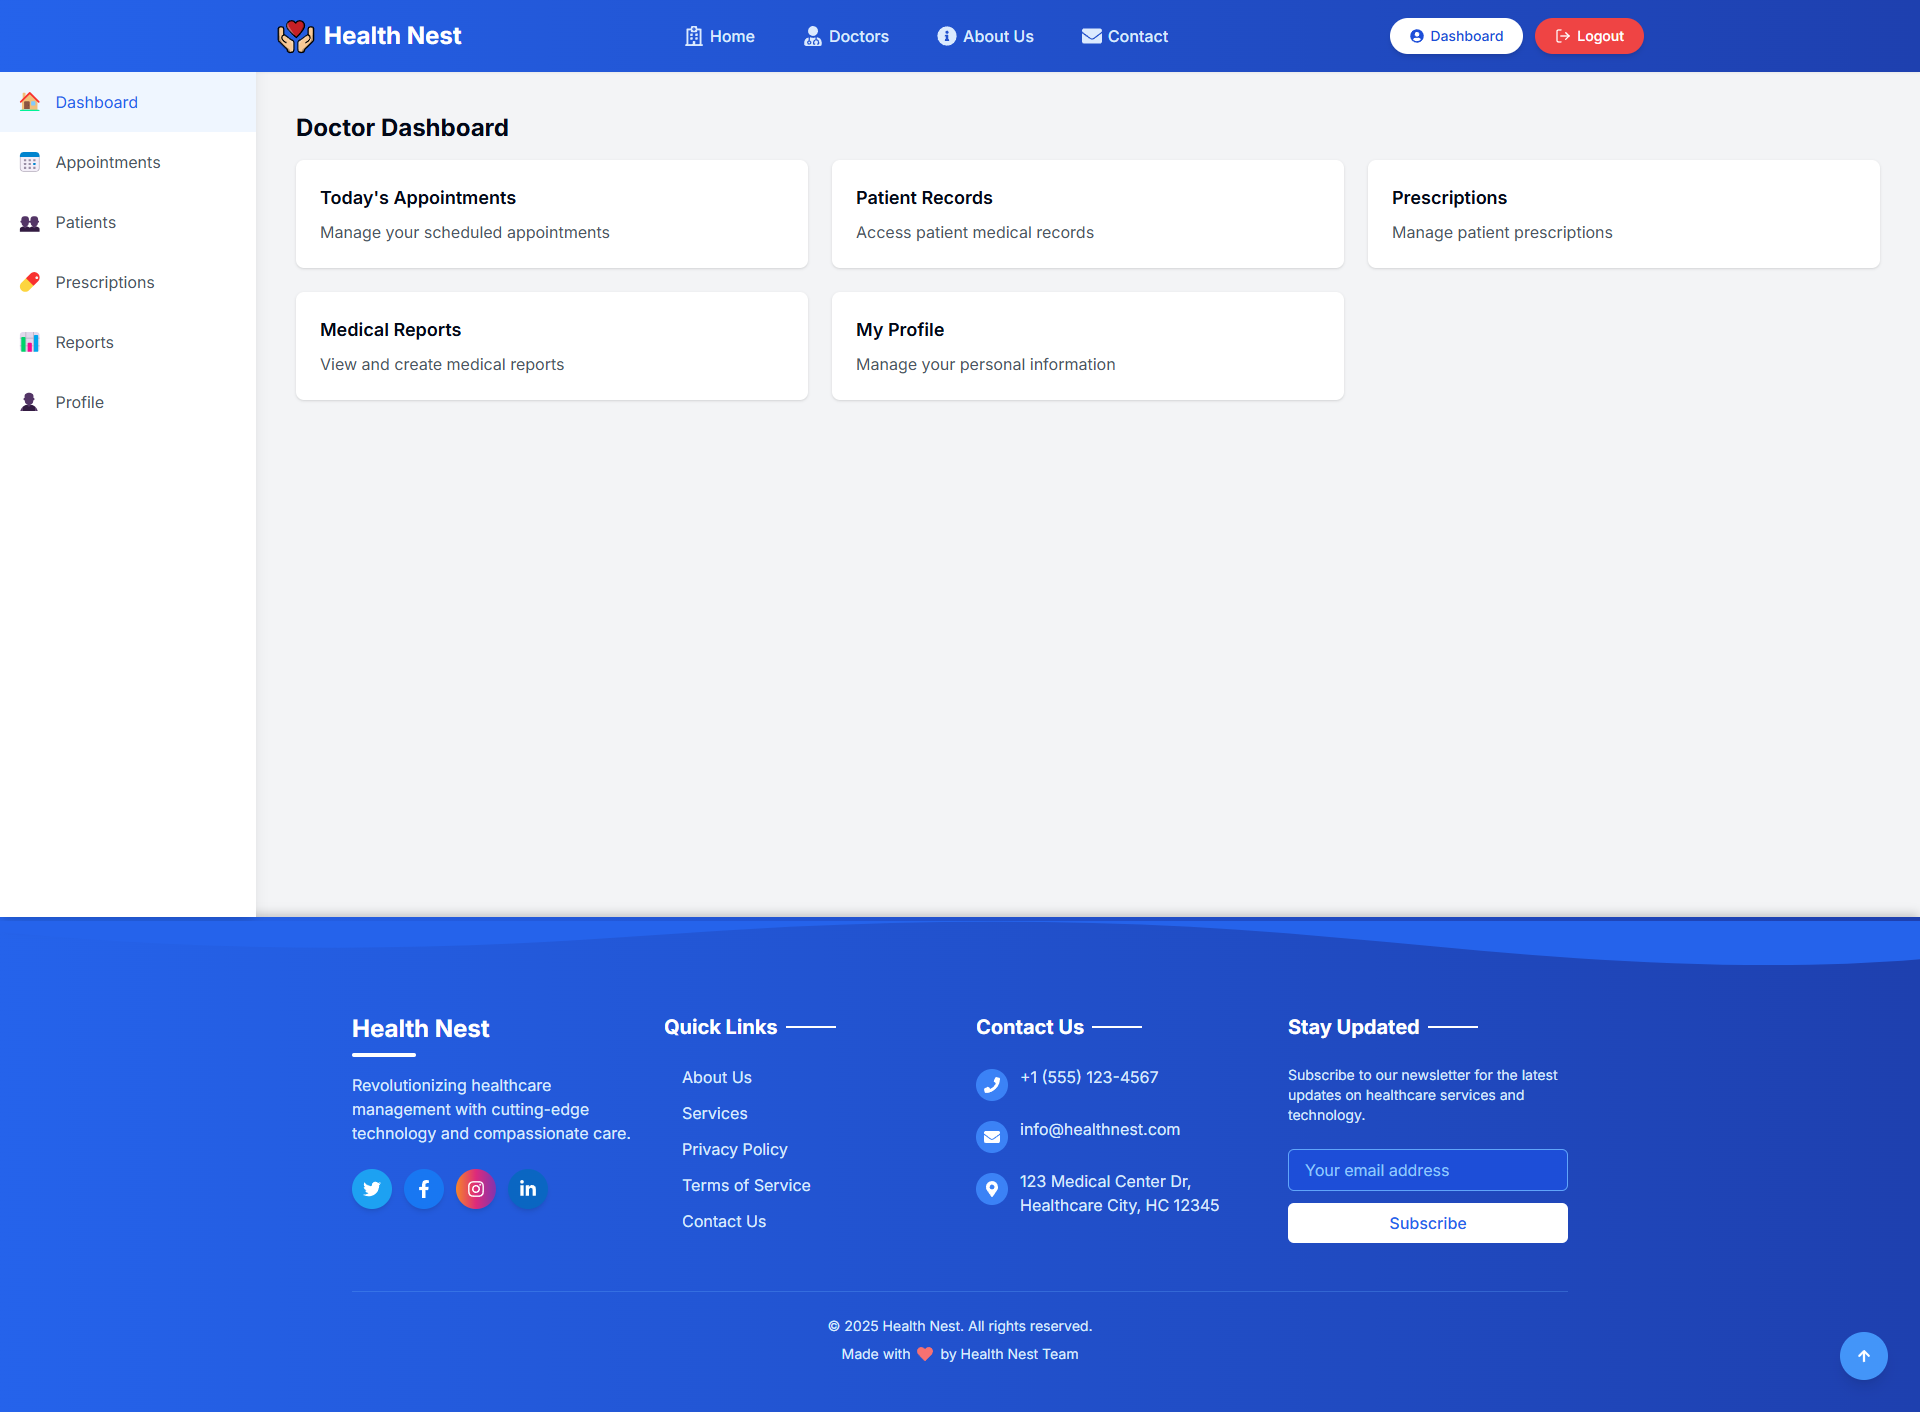 Health Nest
Home
Doctors
About Us
Contact
Dashboard
Logout
Dashboard
Appointments
Patients
Prescriptions
Reports
Profile
Doctor Dashboard
Today's Appointments
Manage your scheduled appointments
Patient Records
Access patient medical records
Prescriptions
Manage patient prescriptions
Medical Reports
View and create medical reports
My Profile
Manage your personal information
Health Nest
Revolutionizing healthcare
management with cutting-edge
technology and compassionate care.
Quick Links
About Us
Services
Privacy Policy
Terms of Service
Contact Us
Contact Us
+1 (555) 123-4567
info@healthnest.com
123 Medical Center Dr,
Healthcare City, HC 12345
Stay Updated
Subscribe to our newsletter for the latest
updates on healthcare services and
technology.
Your email address
Subscribe
© 2025 Health Nest. All rights reserved.
Made with ❤ by Health Nest Team